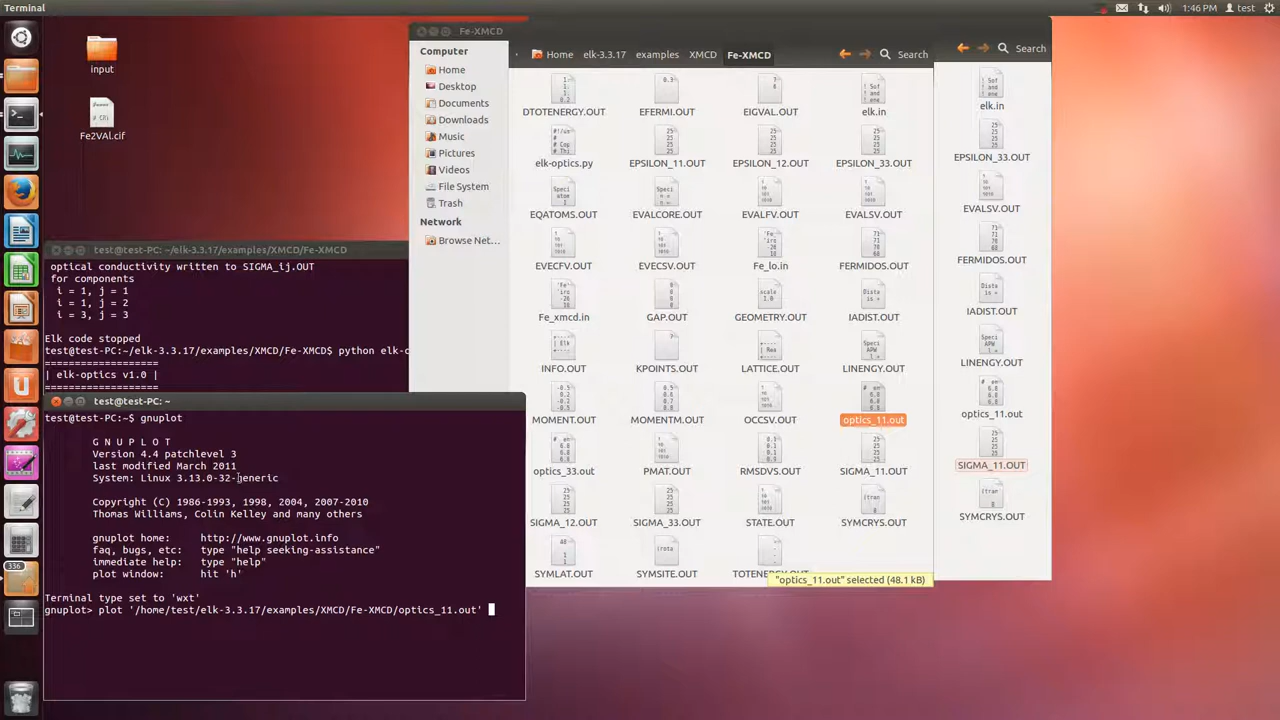 Terminal
1:46 PM
test
input
Fe2VAl.cif
Fe-XMCD
Computer
Home
Desktop
Documents
Downloads
Music
Pictures
Videos
File System
Trash
Network
Browse Net...
Home
elk-3.3.17
examples
XMCD
Fe-XMCD
Search
Search
DTOTENERGY.OUT
EFERMI.OUT
EIGVAL.OUT
elk.in
elk.in
elk-optics.py
EPSILON_11.OUT
EPSILON_12.OUT
EPSILON_33.OUT
EPSILON_33.OUT
EQATOMS.OUT
EVALCORE.OUT
EVALFV.OUT
EVALSV.OUT
EVALSV.OUT
EVECFV.OUT
EVECSV.OUT
Fe_lo.in
FERMIDOS.OUT
FERMIDOS.OUT
Fe_xmcd.in
GAP.OUT
GEOMETRY.OUT
IADIST.OUT
IADIST.OUT
INFO.OUT
KPOINTS.OUT
LATTICE.OUT
LINENGY.OUT
LINENGY.OUT
MOMENT.OUT
MOMENTM.OUT
OCCSV.OUT
optics_11.out
optics_11.out
optics_33.out
PMAT.OUT
RMSDVS.OUT
SIGMA_11.OUT
SIGMA_11.OUT
SIGMA_12.OUT
SIGMA_33.OUT
STATE.OUT
SYMCRYS.OUT
SYMCRYS.OUT
SYMLAT.OUT
SYMSITE.OUT
TOTENERGY.OUT
"optics_11.out" selected (48.1 kB)
test@test-PC: ~/elk-3.3.17/examples/XMCD/Fe-XMCD
optical conductivity written to SIGMA_ij.OUT
for components
i = 1, j = 1
i = 1, j = 2
i = 3, j = 3
Elk code stopped
test@test-PC:~/elk-3.3.17/examples/XMCD/Fe-XMCD$ python elk-o
===================
| elk-optics v1.0 |
===================
test@test-PC: ~
test@test-PC:~$ gnuplot
G N U P L O T
Version 4.4 patchlevel 3
last modified March 2011
System: Linux 3.13.0-32-generic
Copyright (C) 1986-1993, 1998, 2004, 2007-2010
Thomas Williams, Colin Kelley and many others
gnuplot home: http://www.gnuplot.info
faq, bugs, etc: type "help seeking-assistance"
immediate help: type "help"
plot window: hit 'h'
Terminal type set to 'wxt'
gnuplot> plot '/home/test/elk-3.3.17/examples/XMCD/Fe-XMCD/optics_11.out'
336